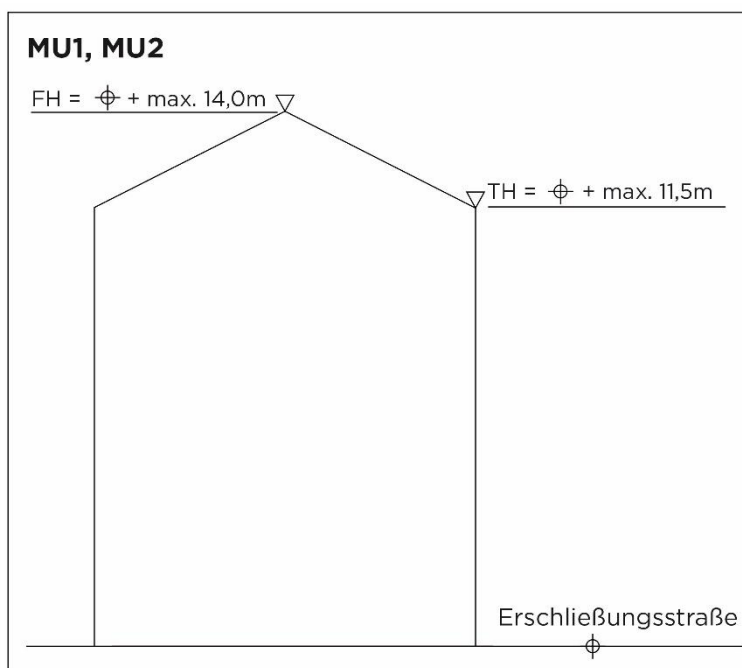 MU1, MU2
FH = ⌖ + max. 14,0m
TH = ⌖ + max. 11,5m
Erschließungsstraße